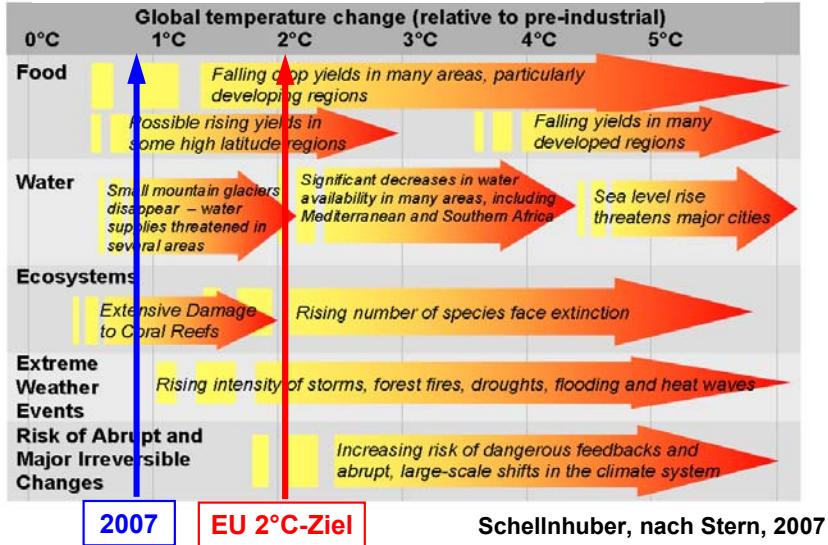 Global temperature change (relative to pre-industrial)
0°C 1°C 2°C 3°C 4°C 5°C
Food
Falling crop yields in many areas, particularly
developing regions
Possible rising yields in
some high latitude regions
Falling yields in many
developed regions
Water
Small mountain glaciers
disappear – water
supplies threatened in
several areas
Significant decreases in water
availability in many areas, including
Mediterranean and Southern Africa
Sea level rise
threatens major cities
Ecosystems
Extensive Damage
to Coral Reefs
Rising number of species face extinction
Extreme
Weather
Events
Rising intensity of storms, forest fires, droughts, flooding and heat waves
Risk of Abrupt and
Major Irreversible
Changes
Increasing risk of dangerous feedbacks and
abrupt, large-scale shifts in the climate system
2007
EU 2°C-Ziel
Schellnhuber, nach Stern, 2007